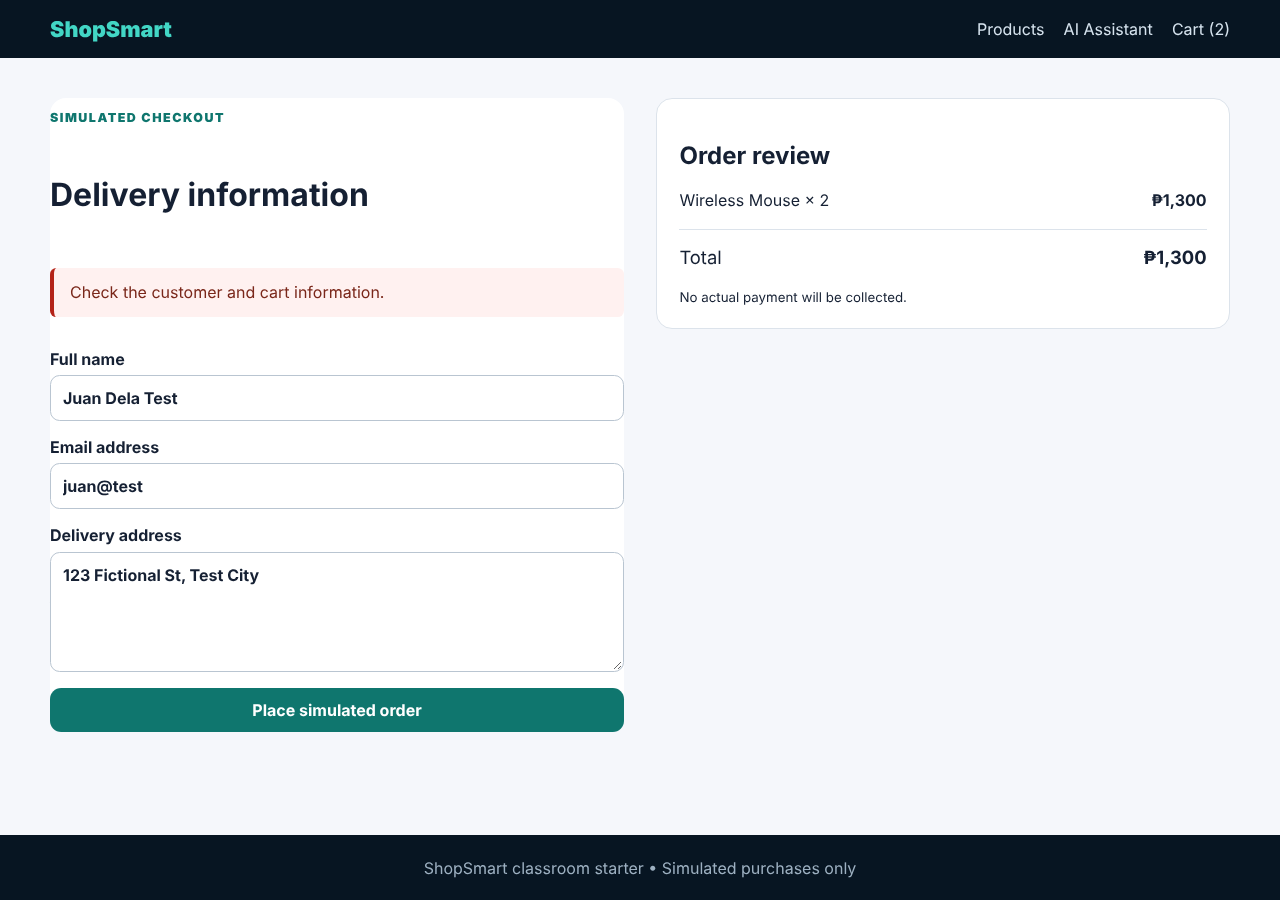 ShopSmart
Products AI Assistant Cart (2)
SIMULATED CHECKOUT
Delivery information
Check the customer and cart information.
Full name
Juan Dela Test
Email address
juan@test
Delivery address
123 Fictional St, Test City
Place simulated order
Order review
Wireless Mouse × 2 ₱1,300
Total ₱1,300
No actual payment will be collected.
ShopSmart classroom starter • Simulated purchases only